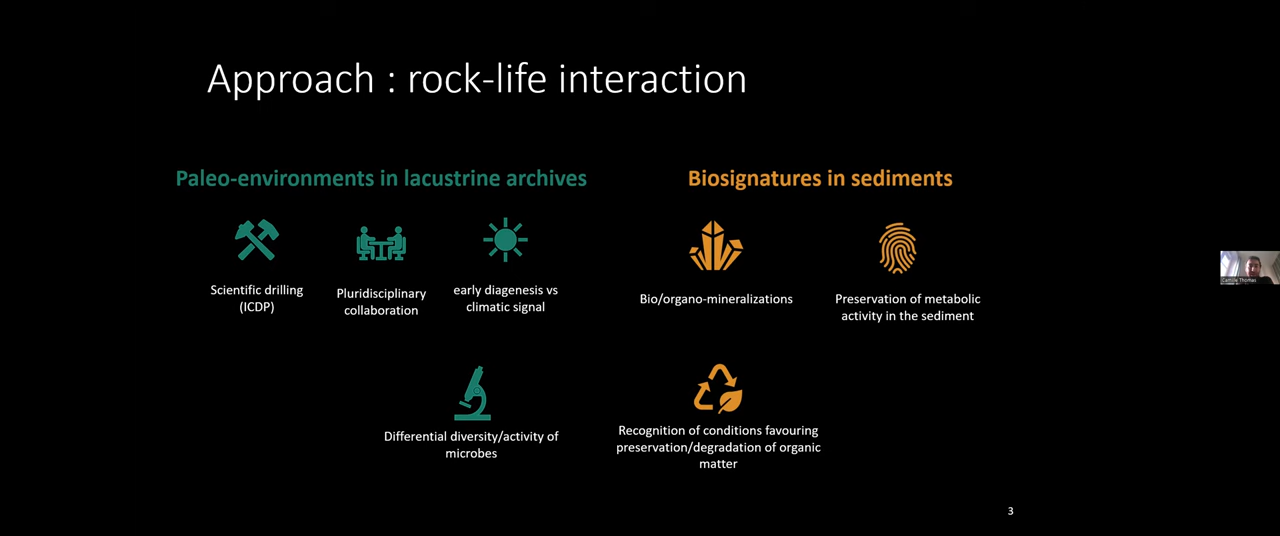 Approach : rock-life interaction
Paleo-environments in lacustrine archives
Scientific drilling
(ICDP)
Pluridisciplinary
collaboration
early diagenesis vs
climatic signal
Differential diversity/activity of
microbes
Biosignatures in sediments
Bio/organo-mineralizations
Preservation of metabolic
activity in the sediment
Recognition of conditions favouring
preservation/degradation of organic
matter
Camille Thomas
3